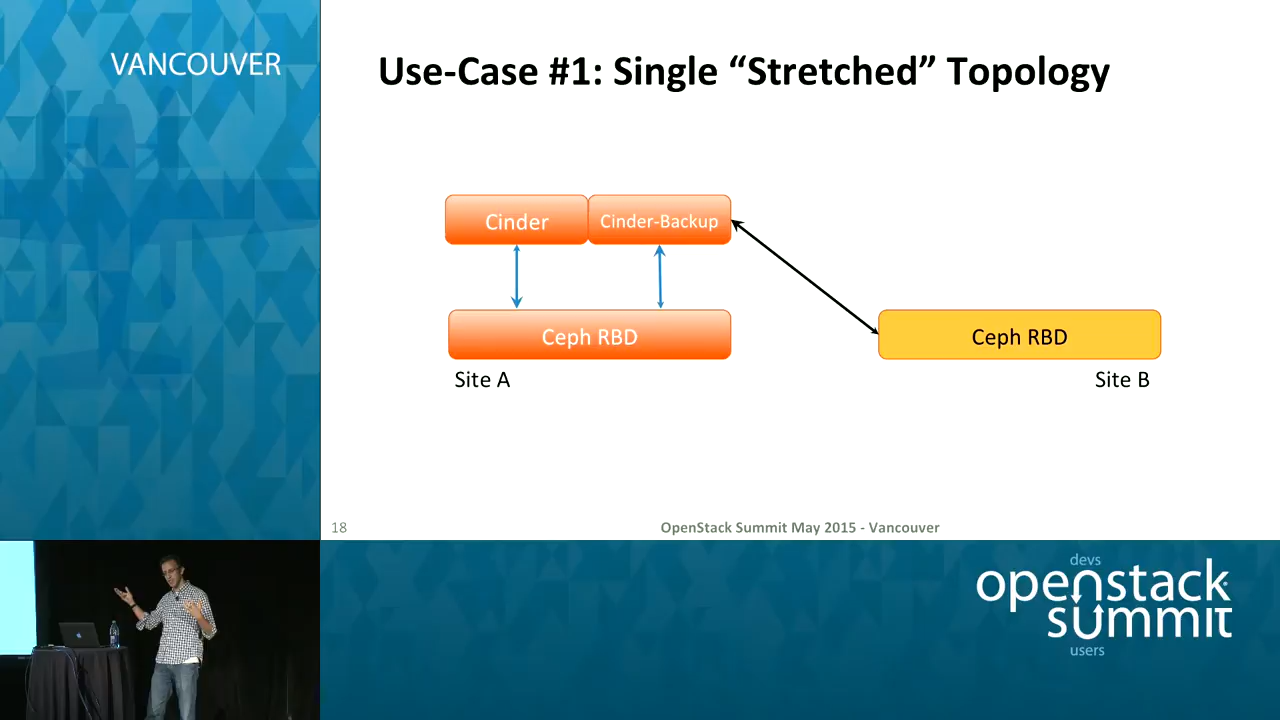 VANCOUVER
Use-Case #1: Single “Stretched” Topology
Cinder
Cinder-Backup
Ceph RBD
Ceph RBD
Site A
Site B
18
OpenStack Summit May 2015 - Vancouver
devs
openstack
summit
users